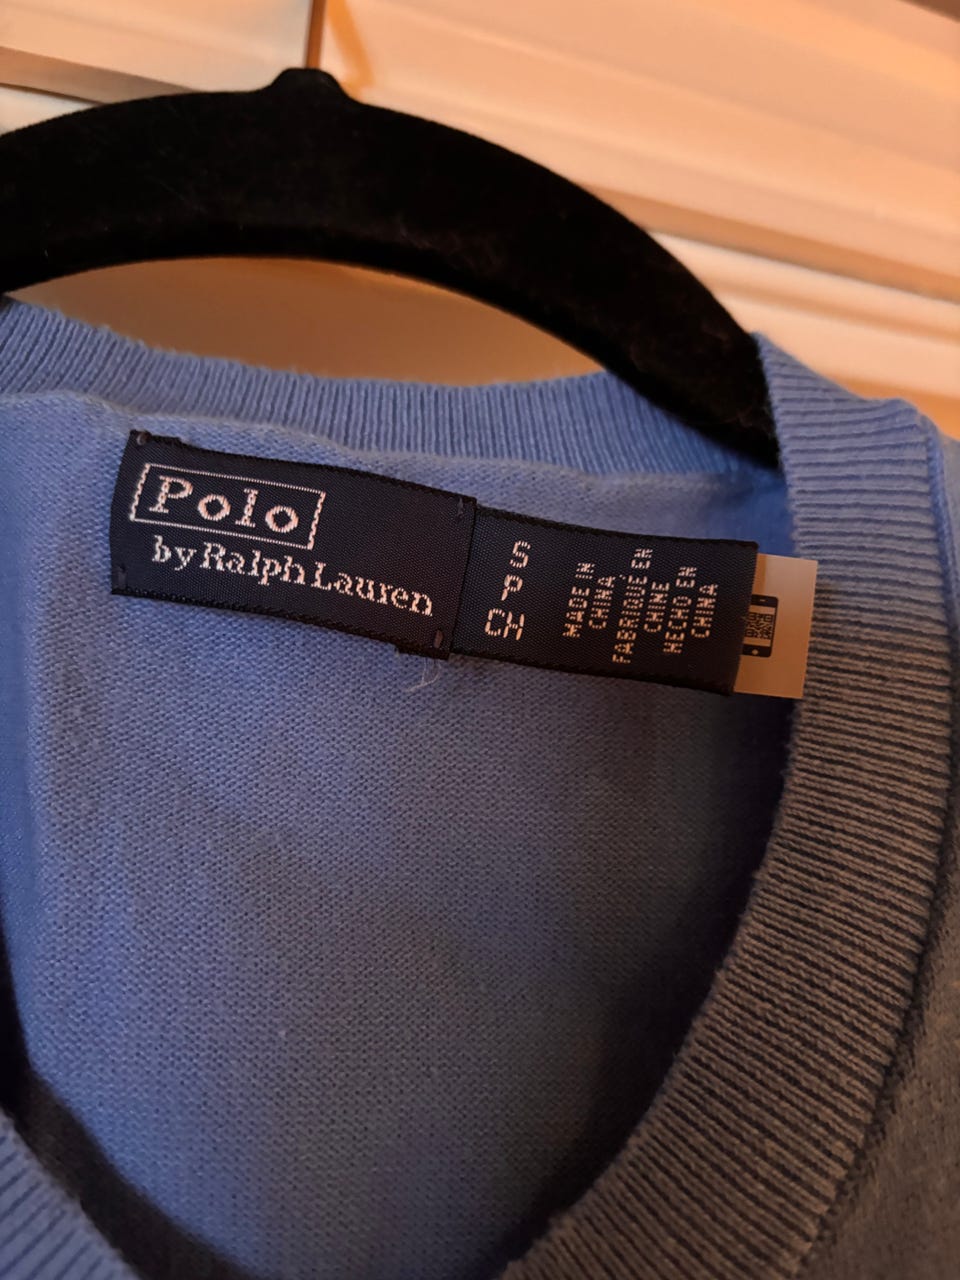 Polo
by Ralph Lauren
S
P
CH
MADE IN
CHINA
FABRIQUÉ EN
CHINE
HECHO EN
CHINA